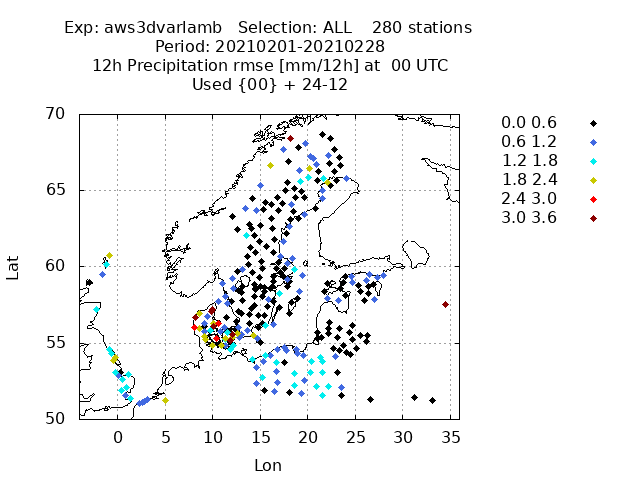 Exp: aws3dvarlamb Selection: ALL 280 stations
Period: 20210201-20210228
12h Precipitation rmse [mm/12h] at 00 UTC
Used {00} + 24-12
70
65
60
55
50
Lat
0 5 10 15 20 25 30 35
Lon
0.0 0.6
0.6 1.2
1.2 1.8
1.8 2.4
2.4 3.0
3.0 3.6